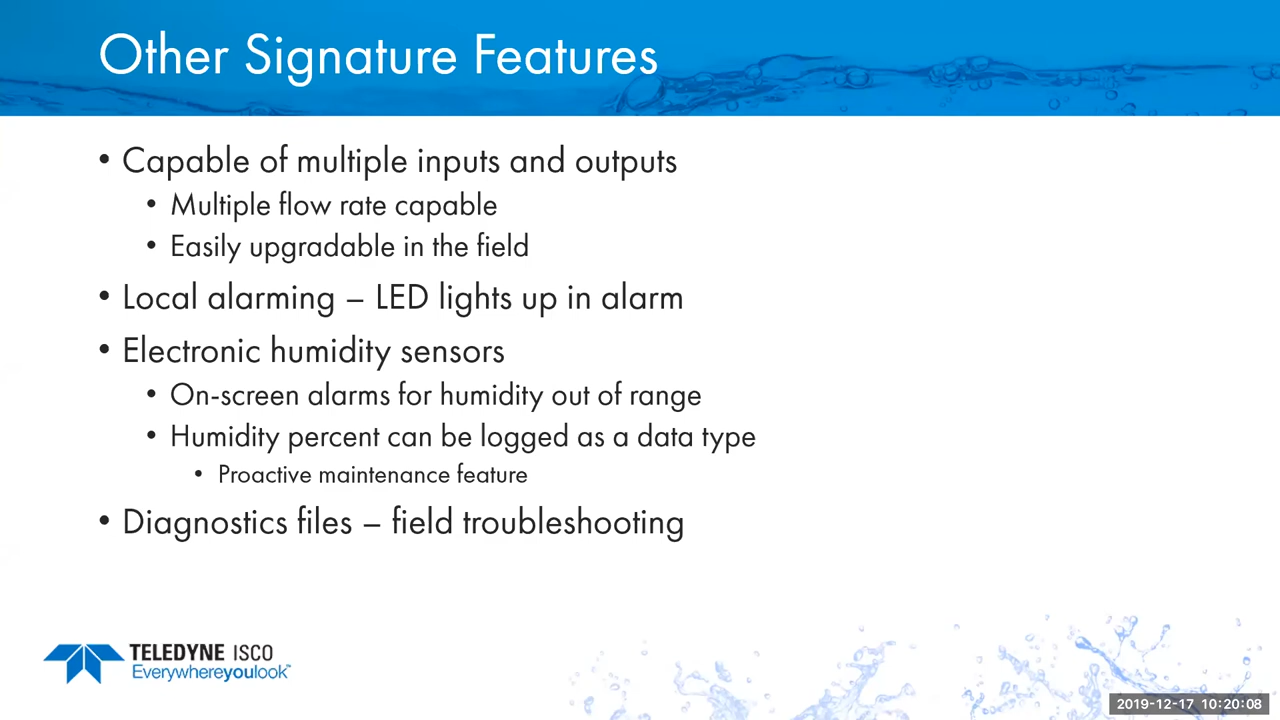 Other Signature Features
• Capable of multiple inputs and outputs
• Multiple flow rate capable
• Easily upgradable in the field
• Local alarming – LED lights up in alarm
• Electronic humidity sensors
• On-screen alarms for humidity out of range
• Humidity percent can be logged as a data type
• Proactive maintenance feature
• Diagnostics files – field troubleshooting
TELEDYNE ISCO
Everywhereyoulook™
2019-12-17 10:20:08